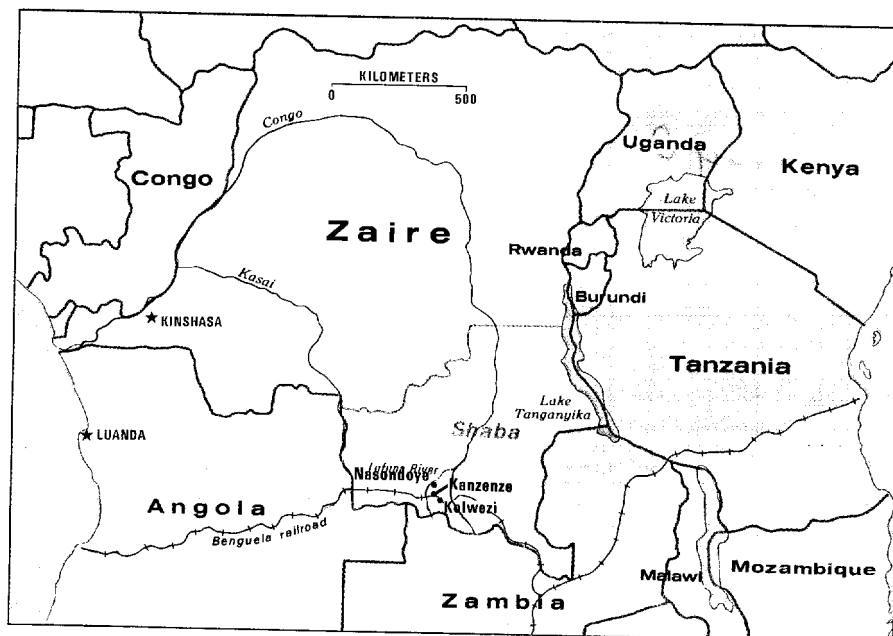 KILOMETERS
0 500
Congo
Uganda
Kenya
Congo
Lake
Victoria
Zaire
Rwanda
Kasai
Burundi
KINSHASA
Tanzania
Lake
Tanganyika
LUANDA
Shaba
Lufupa River
Nasondoye
Kanzenze
Kolwezi
Angola
Benguela railroad
Malawi
Mozambique
Zambia